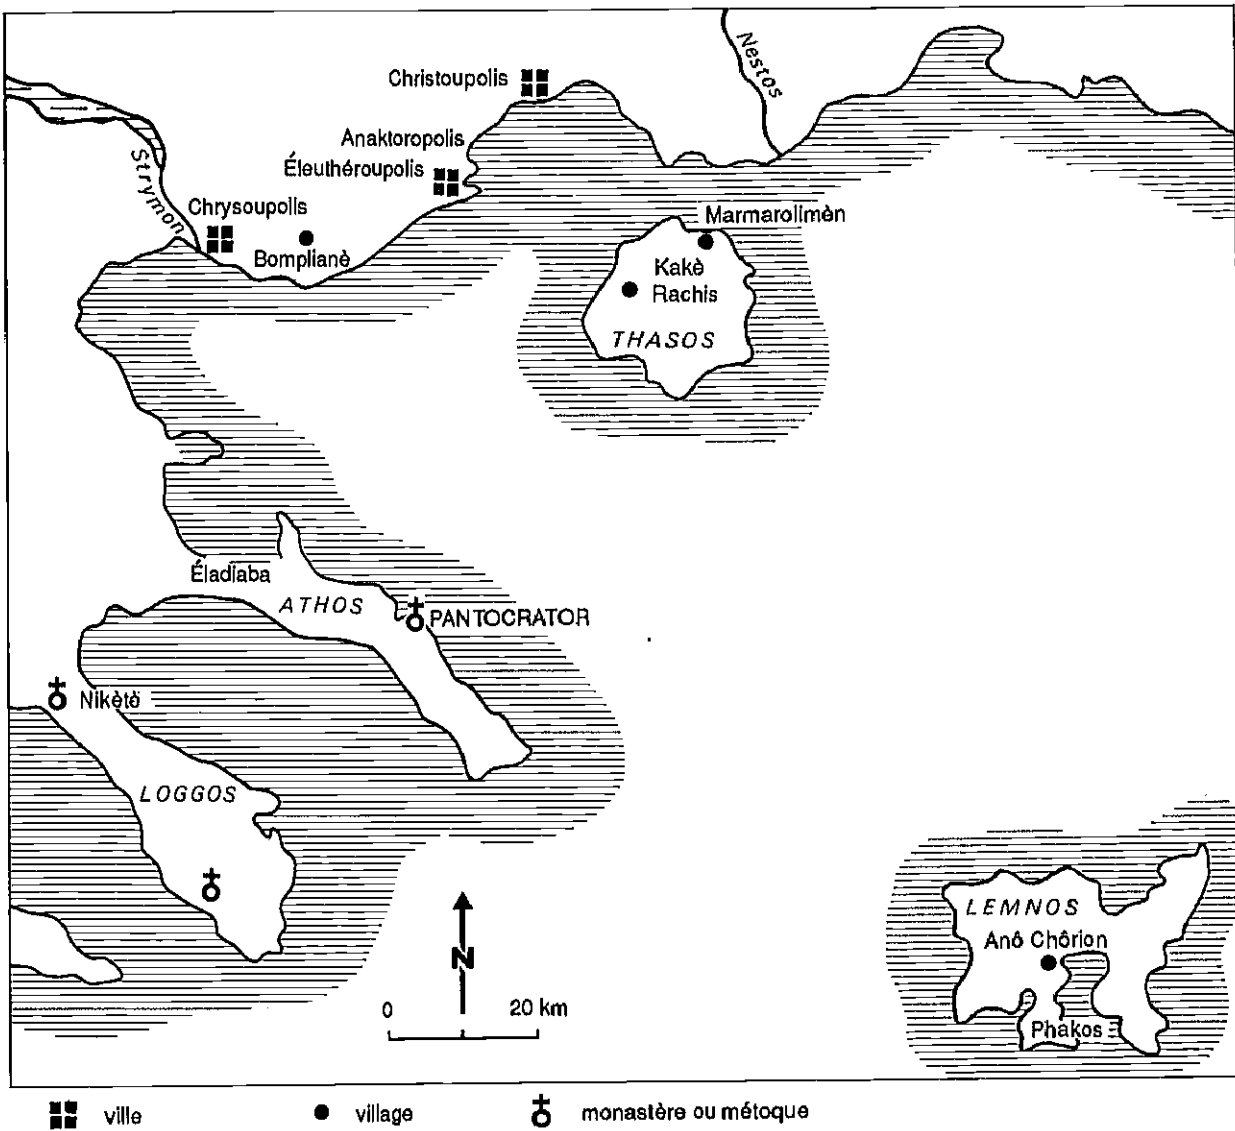 Nestos
Christoupolis
Anaktoropolis
Éleuthéroupolis
Strymon
Chrysoupolis
Bomplianè
Marmarolimèn
Kakè
Rachis
THASOS
Éladiaba
ATHOS
PANTOCRATOR
Nikètè
LOGGOS
LEMNOS
Anô Chôrion
Phakos
N
0 20 km
ville village monastère ou métoque